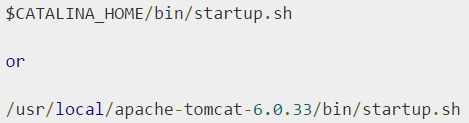 $CATALINA_HOME/bin/startup.sh
or
/usr/local/apache-tomcat-6.0.33/bin/startup.sh